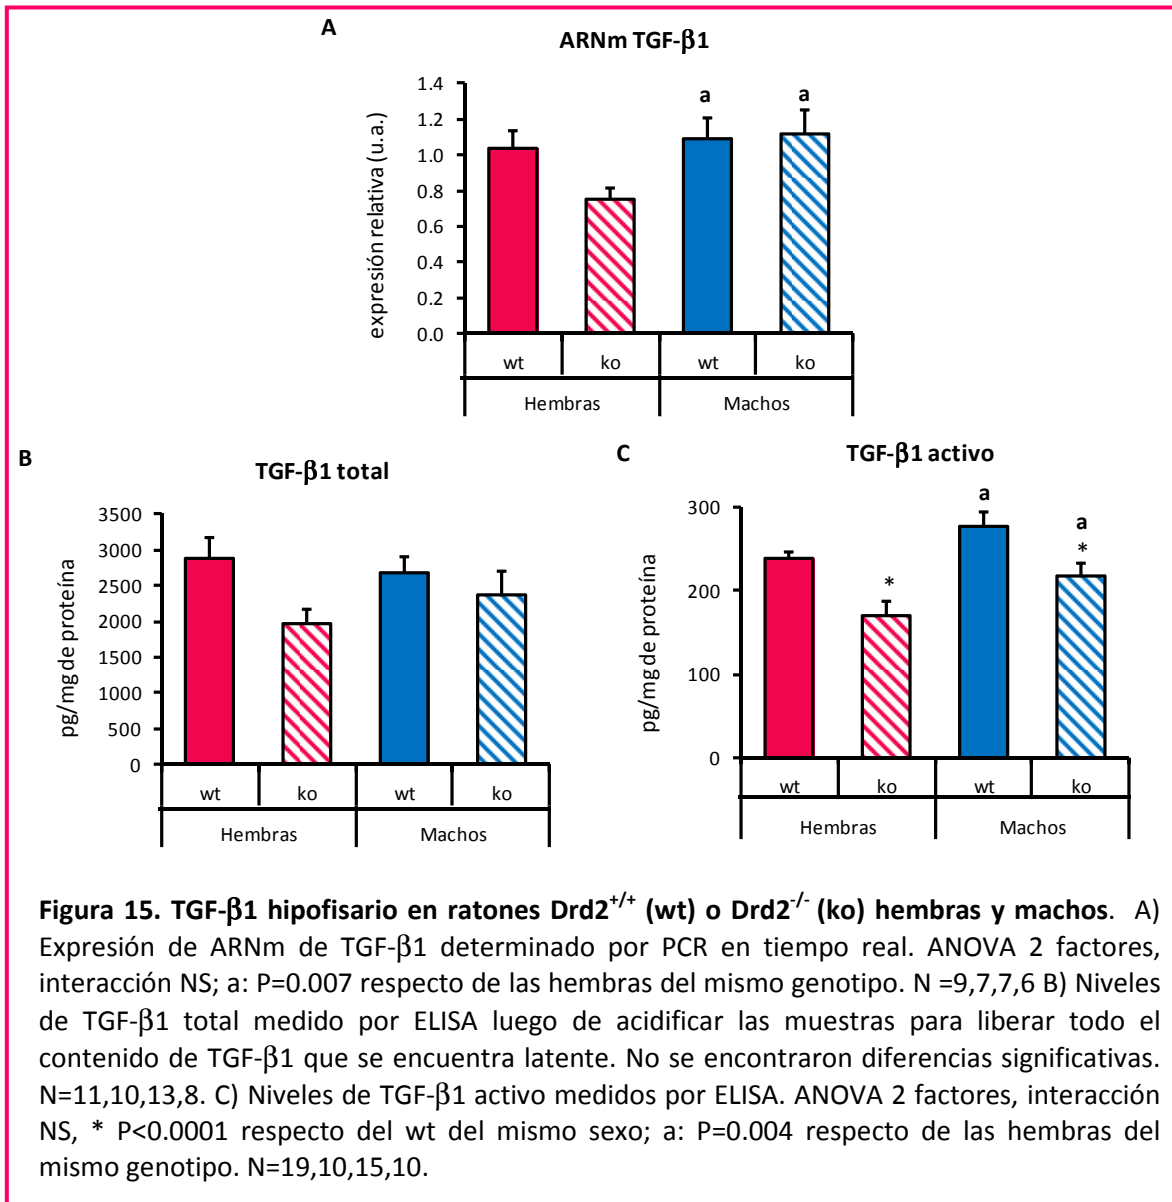 A
ARNm TGF-β1
expresión relativa (u.a.)
1.4
1.2
1.0
0.8
0.6
0.4
0.2
0.0
a
a
wt
ko
wt
ko
Hembras
Machos
B
TGF-β1 total
pg/mg de proteína
3500
3000
2500
2000
1500
1000
500
0
wt
ko
wt
ko
Hembras
Machos
C
TGF-β1 activo
pg/mg de proteína
300
200
100
0
*
a
a
*
wt
ko
wt
ko
Hembras
Machos
Figura 15. TGF-β1 hipofisario en ratones Drd2+/+ (wt) o Drd2-/- (ko) hembras y machos. A)
Expresión de ARNm de TGF-β1 determinado por PCR en tiempo real. ANOVA 2 factores,
interacción NS; a: P=0.007 respecto de las hembras del mismo genotipo. N =9,7,7,6 B) Niveles
de TGF-β1 total medido por ELISA luego de acidificar las muestras para liberar todo el
contenido de TGF-β1 que se encuentra latente. No se encontraron diferencias significativas.
N=11,10,13,8. C) Niveles de TGF-β1 activo medidos por ELISA. ANOVA 2 factores, interacción
NS, * P<0.0001 respecto del wt del mismo sexo; a: P=0.004 respecto de las hembras del
mismo genotipo. N=19,10,15,10.